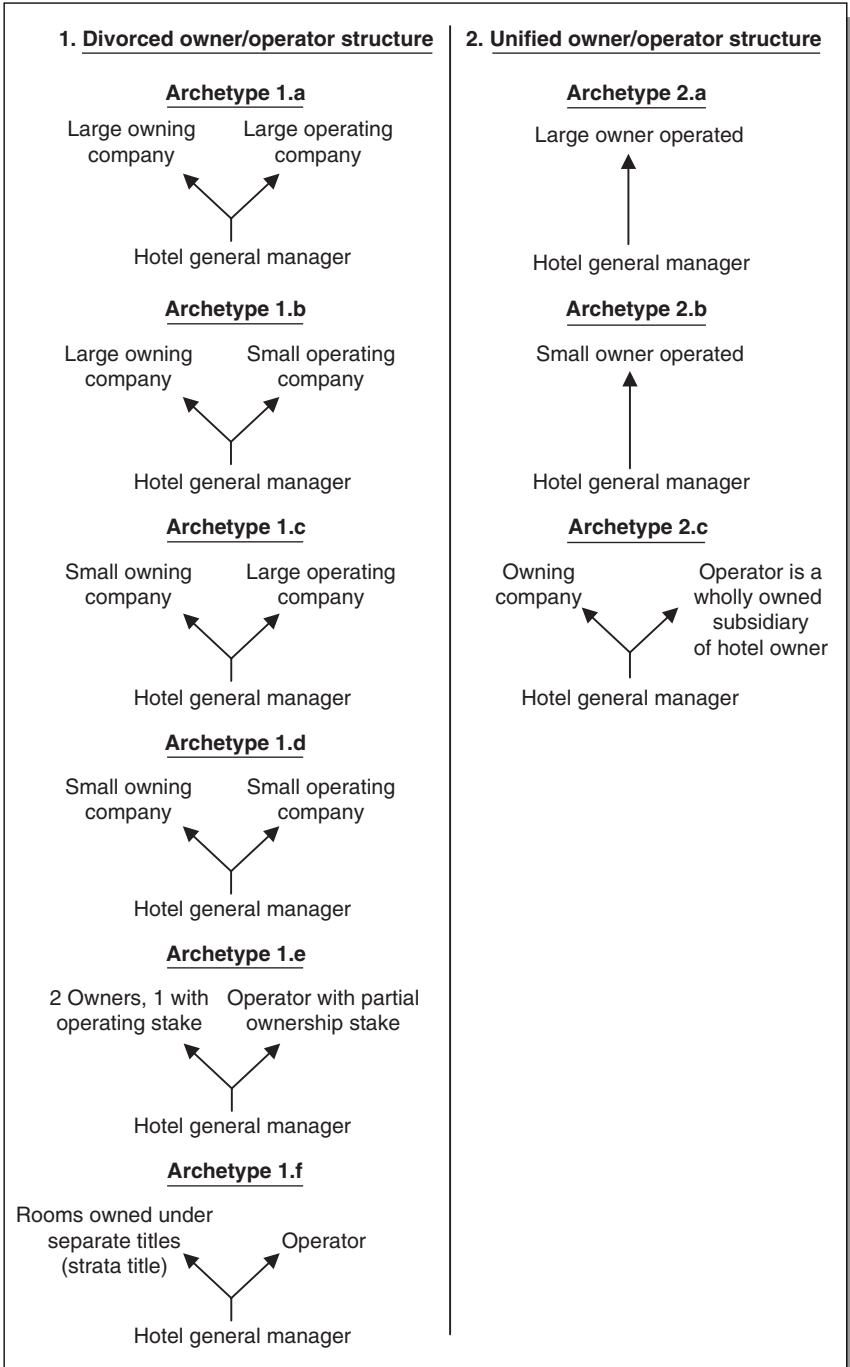 1. Divorced owner/operator structure
Archetype 1.a
Large owning
company
Large operating
company
Hotel general manager
Archetype 1.b
Large owning
company
Small operating
company
Hotel general manager
Archetype 1.c
Small owning
company
Large operating
company
Hotel general manager
Archetype 1.d
Small owning
company
Small operating
company
Hotel general manager
Archetype 1.e
2 Owners, 1 with
operating stake
Operator with partial
ownership stake
Hotel general manager
Archetype 1.f
Rooms owned under
separate titles
(strata title)
Operator
Hotel general manager
2. Unified owner/operator structure
Archetype 2.a
Large owner operated
Hotel general manager
Archetype 2.b
Small owner operated
Hotel general manager
Archetype 2.c
Owning
company
Operator is a
wholly owned
subsidiary
of hotel owner
Hotel general manager